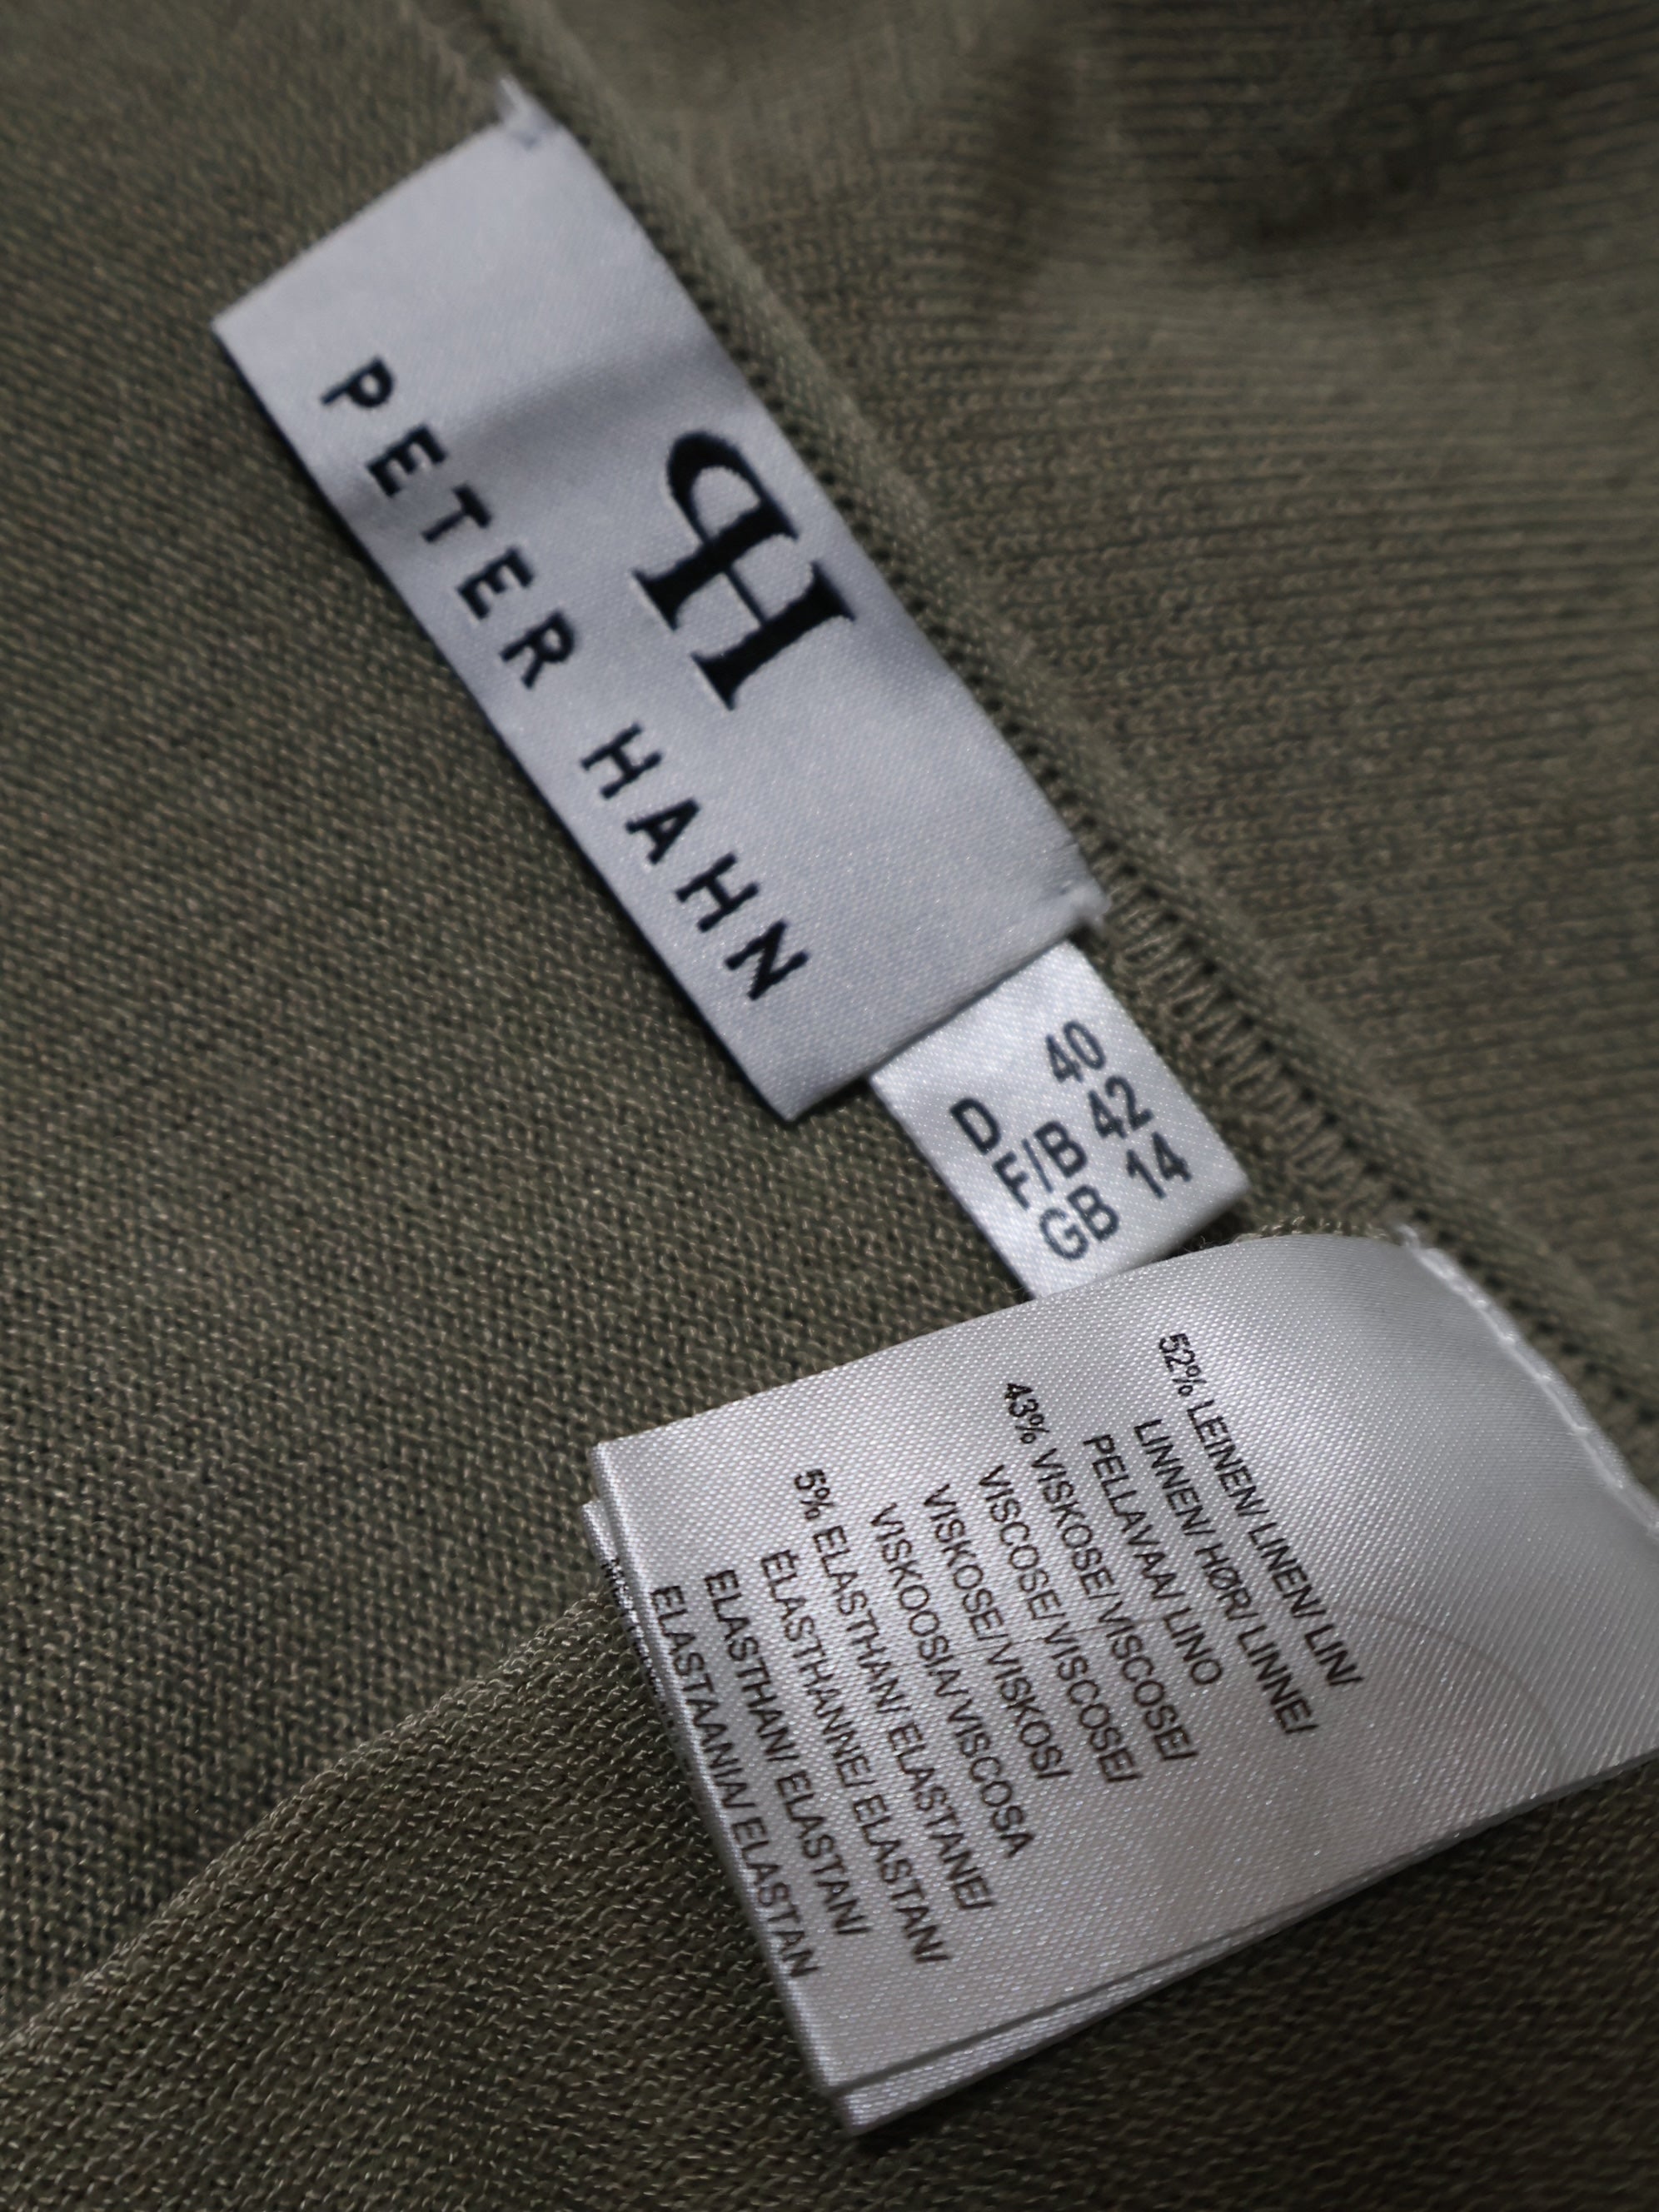 PH
PETER HAHN
D 40
F/B 42
GB 14
52% LEINEN/ LINEN/ LIN/
LINNEN/ HØR/ LINNE/
PELLAVAA/ LINO
43% VISKOSE/ VISCOSE/
VISCOSE/ VISCOSE/
VISKOSE/ VISKOS/
VISKOOSIA/ VISCOSA
5% ELASTHAN/ ELASTANE/
ÉLASTHANNE/ ELASTAN/
ELASTHAN/ ELASTAN/
ELASTAANIA/ ELASTAN